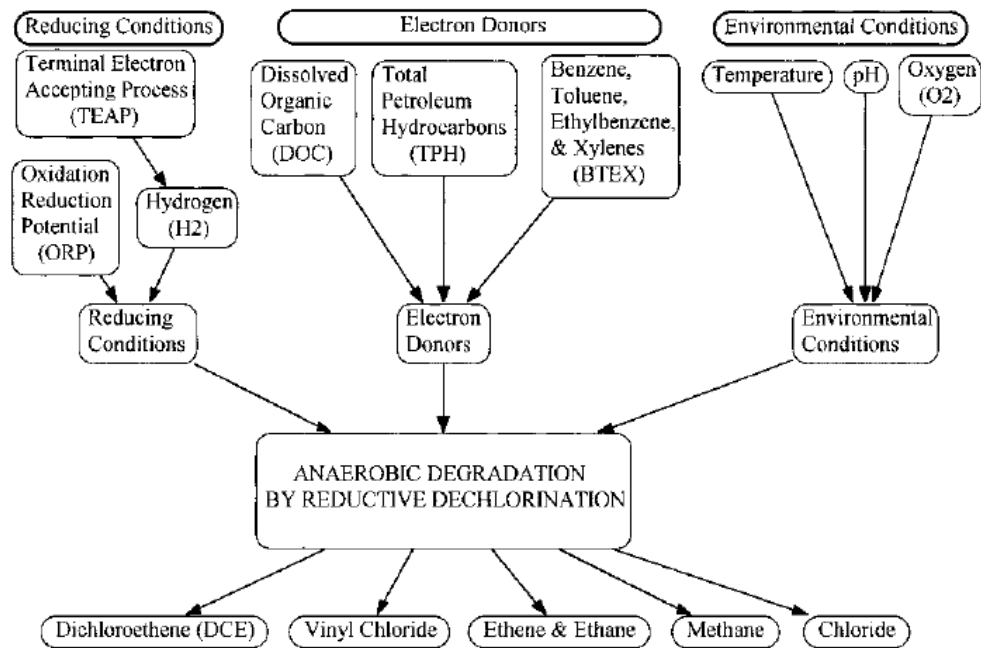 Reducing Conditions
Electron Donors
Environmental Conditions
Terminal Electron
Accepting Process
(TEAP)
Dissolved
Organic
Carbon
(DOC)
Total
Petroleum
Hydrocarbons
(TPH)
Benzene,
Toluene,
Ethylbenzene,
& Xylenes
(BTEX)
Temperature
pH
Oxygen
(O2)
Oxidation
Reduction
Potential
(ORP)
Hydrogen
(H2)
Reducing
Conditions
Electron
Donors
Environmental
Conditions
ANAEROBIC DEGRADATION
BY REDUCTIVE DECHLORINATION
Dichloroethene (DCE)
Vinyl Chloride
Ethene & Ethane
Methane
Chloride